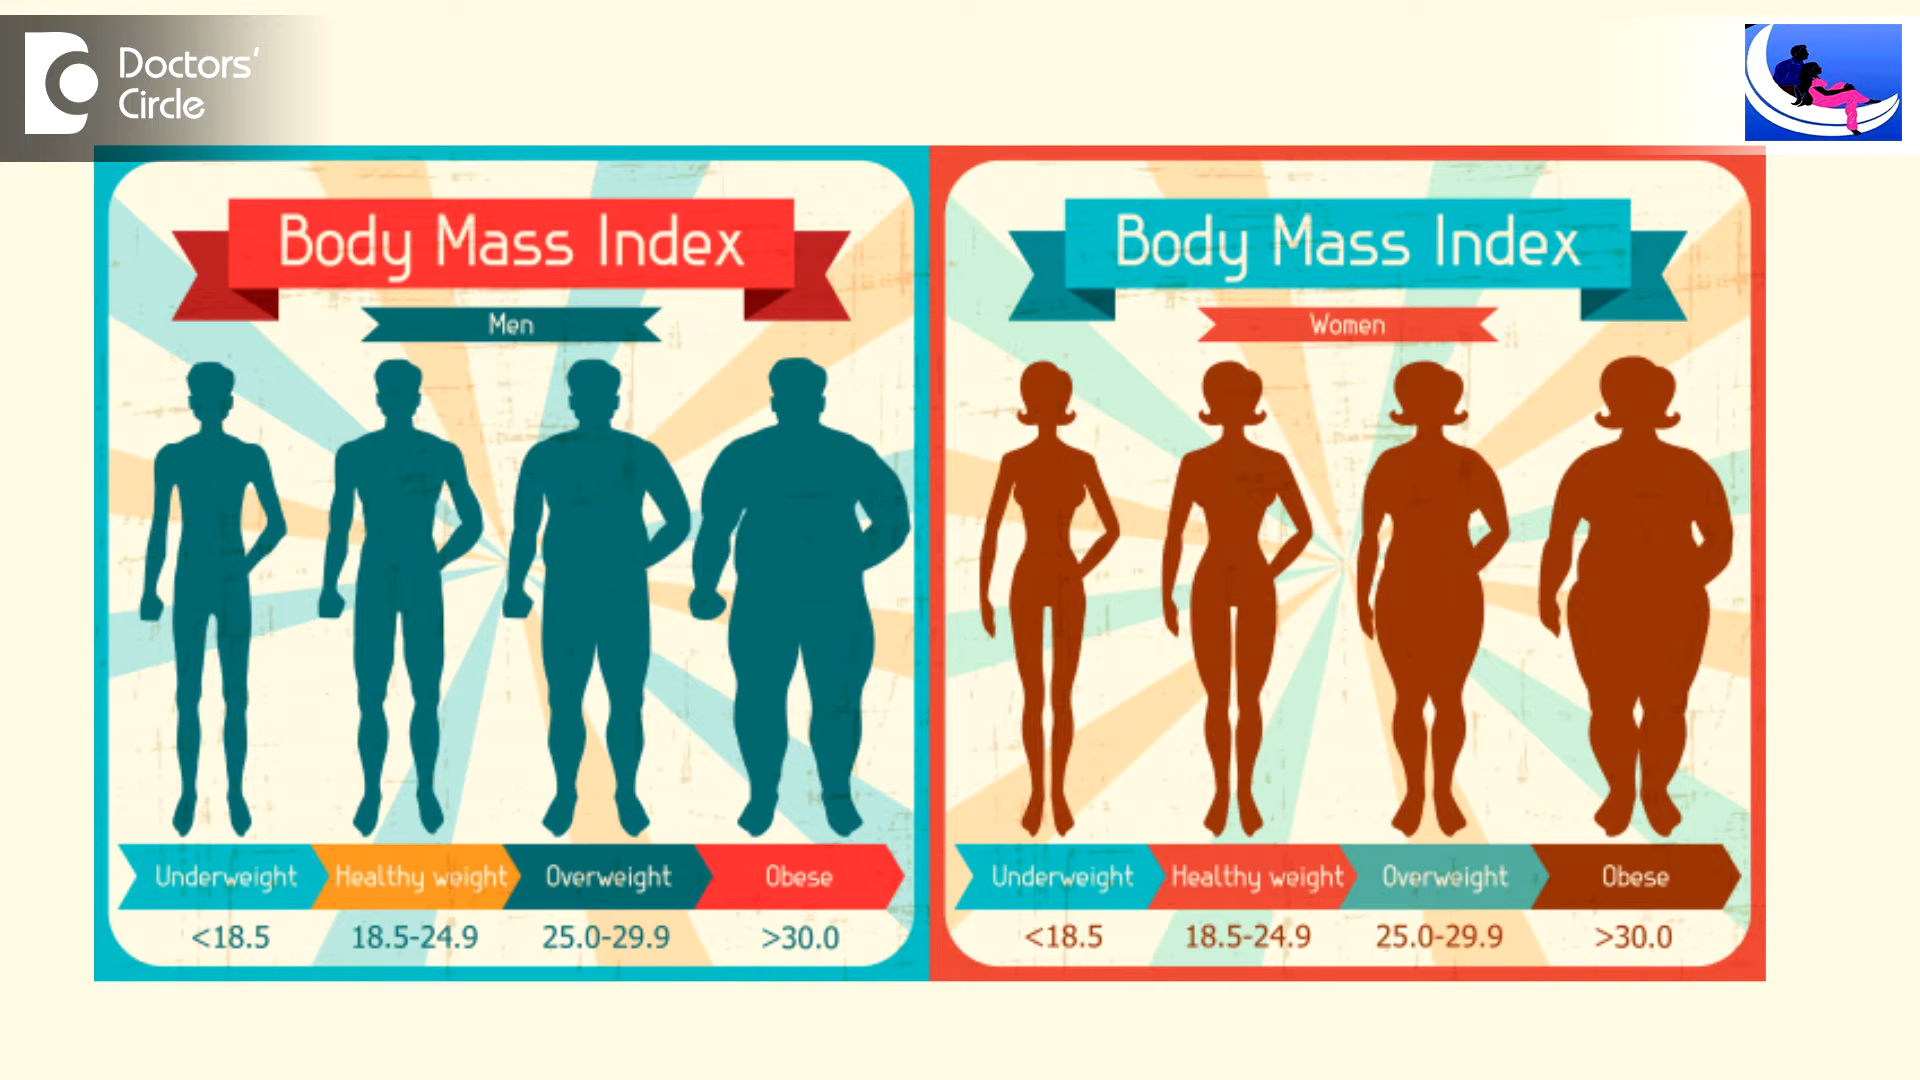 Doctors'
Circle
Body Mass Index
Men
Underweight Healthy weight Overweight Obese
<18.5 18.5-24.9 25.0-29.9 >30.0
Body Mass Index
Women
Underweight Healthy weight Overweight Obese
<18.5 18.5-24.9 25.0-29.9 >30.0